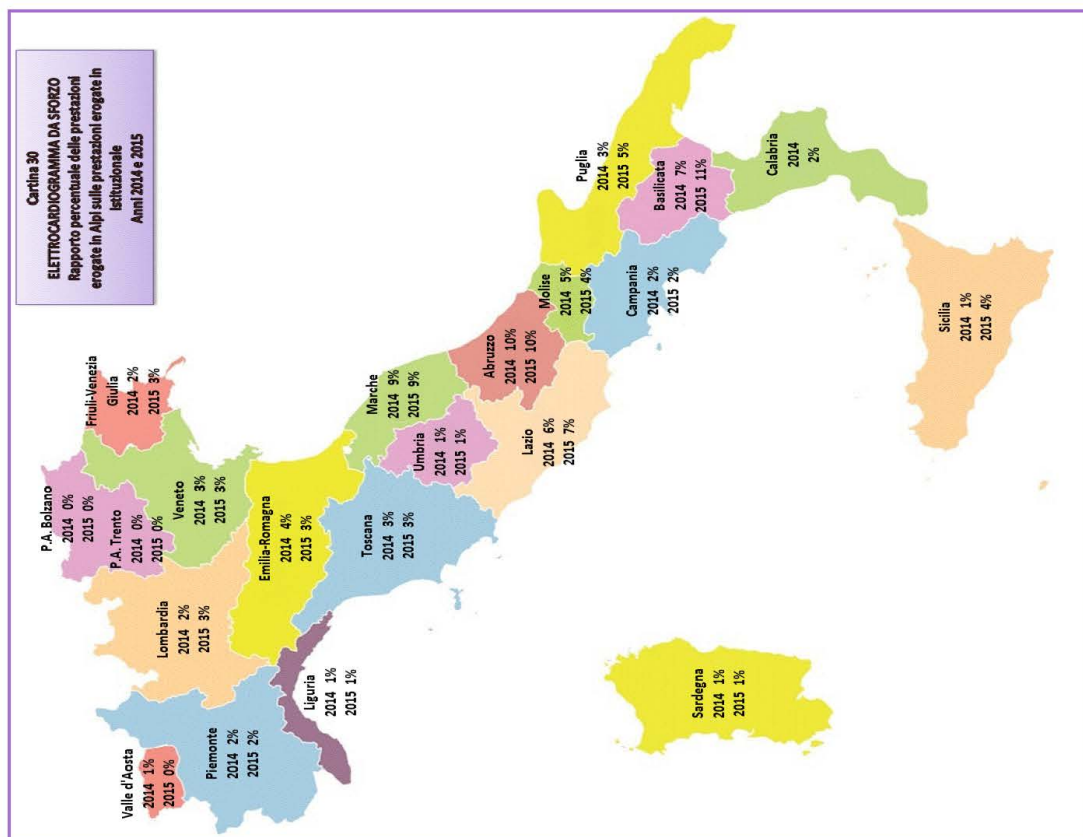 Cartina 30
ELETTROCARDIOGRAMMA DA SFORZO
Rapporto percentuale delle prestazioni
erogate in Alpi sulle prestazioni erogate in
istituzionale
Anni 2014 e 2015
P.A. Bolzano
2014 0%
2015 0%
P.A. Trento
2014 0%
2015 0%
Friuli-Venezia
Giulia
2014 2%
2015 3%
Veneto
2014 3%
2015 3%
Lombardia
2014 2%
2015 3%
Valle d'Aosta
2014 1%
2015 0%
Piemonte
2014 2%
2015 2%
Liguria
2014 1%
2015 1%
Emilia-Romagna
2014 4%
2015 3%
Toscana
2014 3%
2015 3%
Marche
2014 9%
2015 9%
Umbria
2014 1%
2015 1%
Abruzzo
2014 10%
2015 10%
Lazio
2014 6%
2015 7%
Molise
2014 5%
2015 4%
Campania
2014 2%
2015 2%
Puglia
2014 3%
2015 5%
Basilicata
2014 7%
2015 11%
Calabria
2014
2%
Sicilia
2014 1%
2015 4%
Sardegna
2014 1%
2015 1%